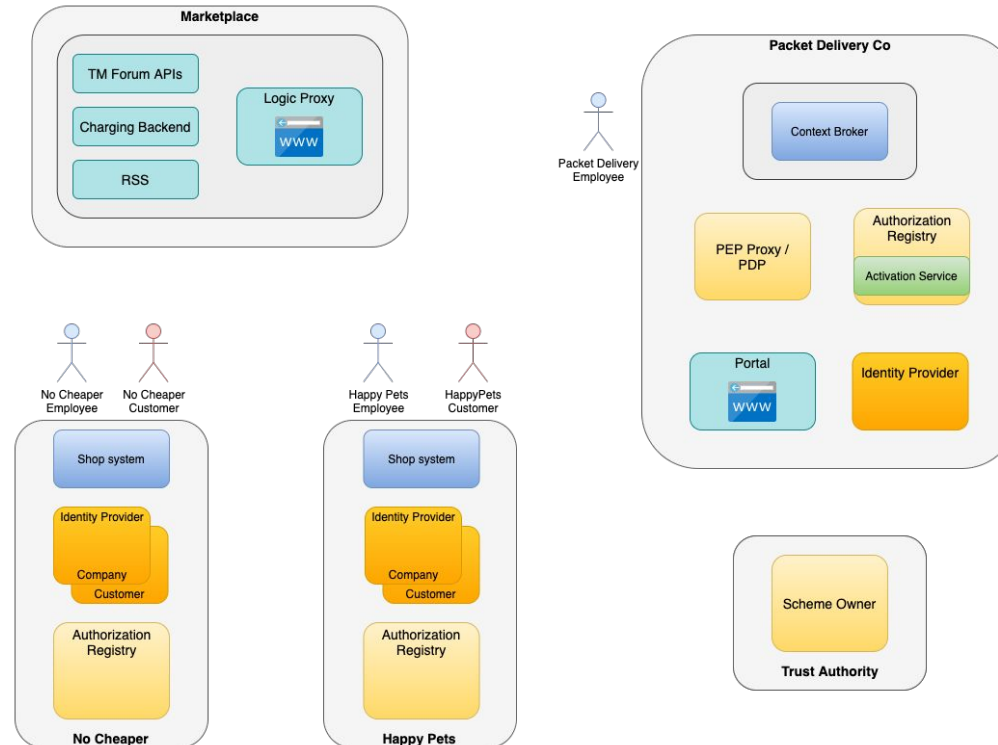 Marketplace
TM Forum APIs
Charging Backend
RSS
Logic Proxy
WWW
Packet Delivery
Employee
Packet Delivery Co
Context Broker
PEP Proxy /
PDP
Authorization
Registry
Activation Service
Portal
WWW
Identity Provider
No Cheaper
Employee
No Cheaper
Customer
Shop system
Identity Provider
Company
Customer
Authorization
Registry
No Cheaper
Happy Pets
Employee
HappyPets
Customer
Shop system
Identity Provider
Company
Customer
Authorization
Registry
Happy Pets
Scheme Owner
Trust Authority